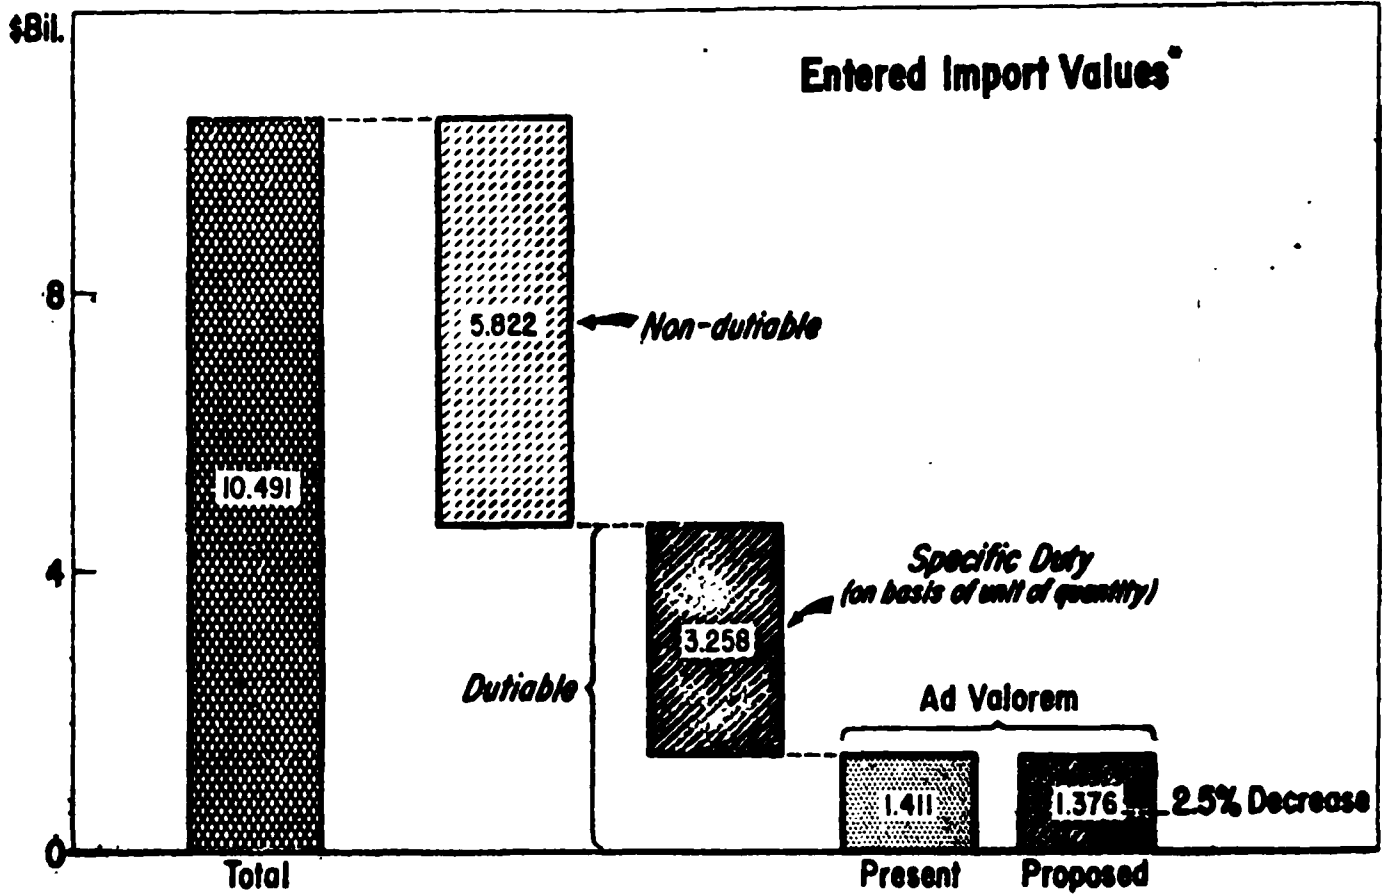 $Bil.
Entered Import Values*
8
5.822
Non-dutiable
10.491
4
Specific Duty
(on basis of unit of quantity)
3.258
Dutiable
Ad Valorem
1.411
1.376
2.5% Decrease
0
Total
Present
Proposed